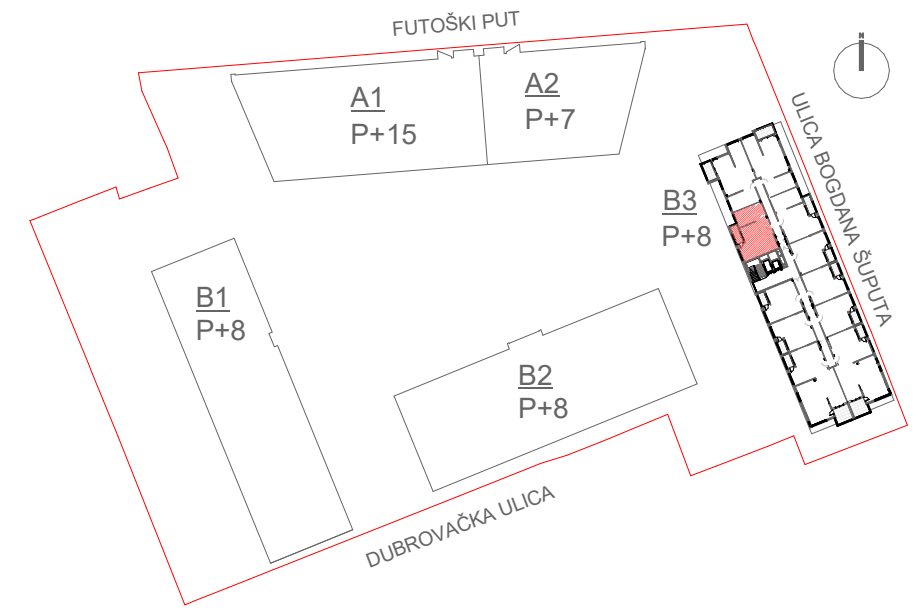 FUTOŠKI PUT
N
A1
P+15
A2
P+7
ULICA BOGDANA ŠUPUTA
B3
P+8
B1
P+8
B2
P+8
DUBROVAČKA ULICA